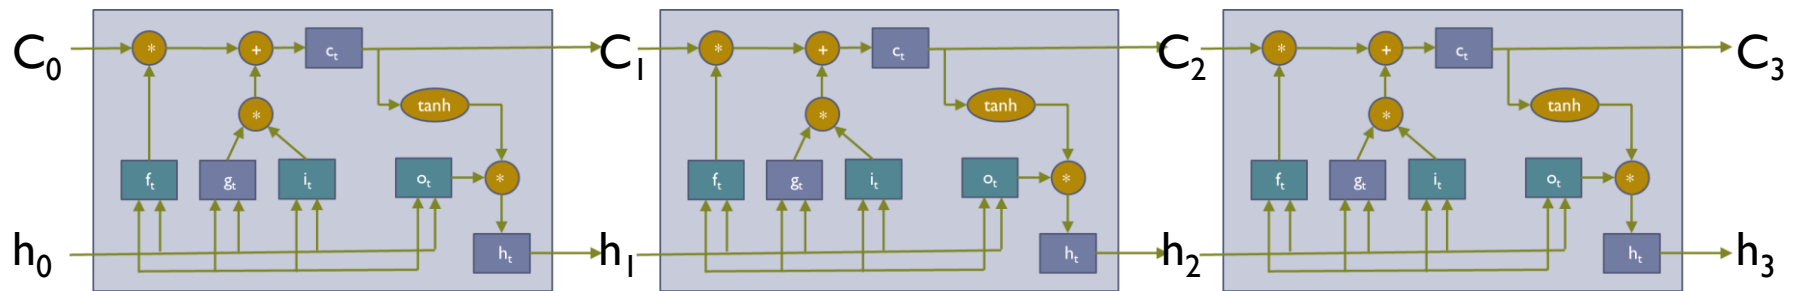 C₀ * + cₜ C₁ * + cₜ C₂ * + cₜ C₃
tanh tanh tanh
* * *
fₜ gₜ iₜ oₜ * fₜ gₜ iₜ oₜ * fₜ gₜ iₜ oₜ *
h₀ hₜ h₁ hₜ h₂ hₜ h₃